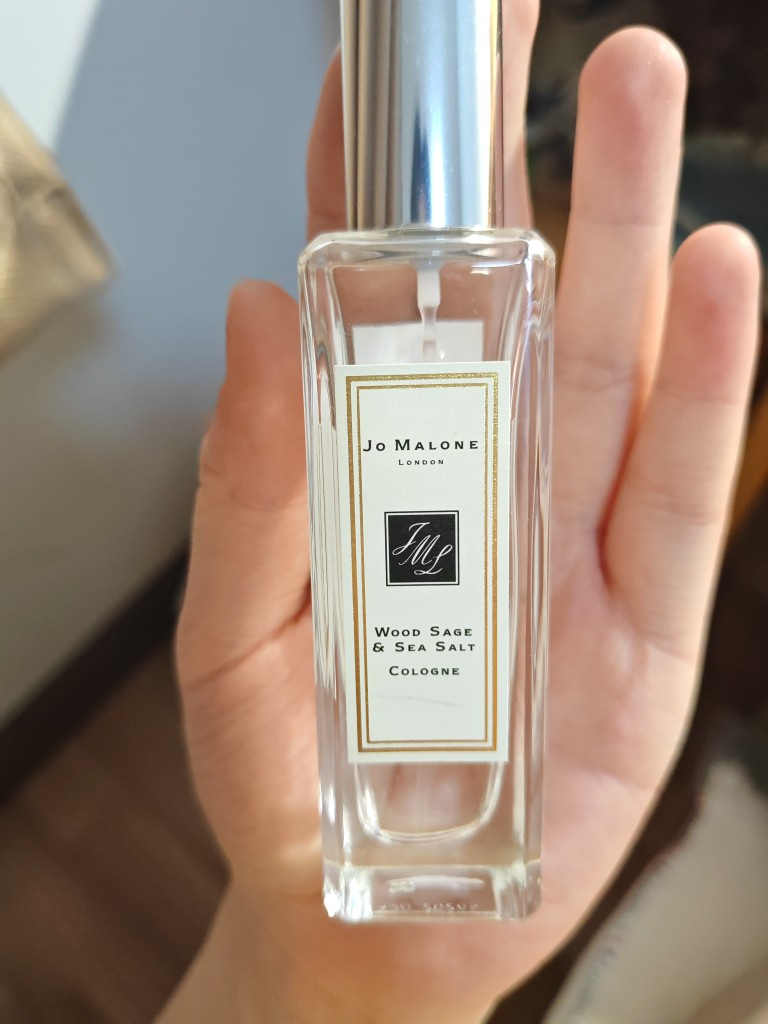 Jo Malone
London
JML
Wood Sage
& Sea Salt
Cologne